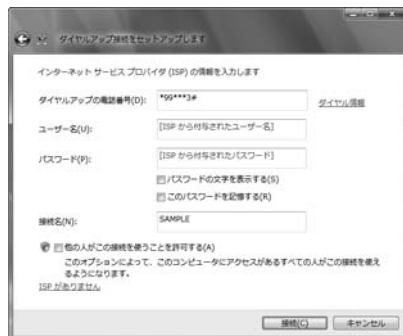 ダイヤルアップ接続をセットアップします
インターネット サービス プロバイダ (ISP) の情報を入力します
ダイヤルアップの電話番号(D): *99***3# ダイヤル情報
ユーザー名(U): [ISP から付与されたユーザー名]
パスワード(P): [ISP から付与されたパスワード]
パスワードの文字を表示する(S)
このパスワードを記憶する(R)
接続名(N): SAMPLE
他の人がこの接続を使うことを許可する(A)
このオプションによって、このコンピュータにアクセスがあるすべての人がこの接続を使え
るようになります。
ISP がありません
接続(C) キャンセル